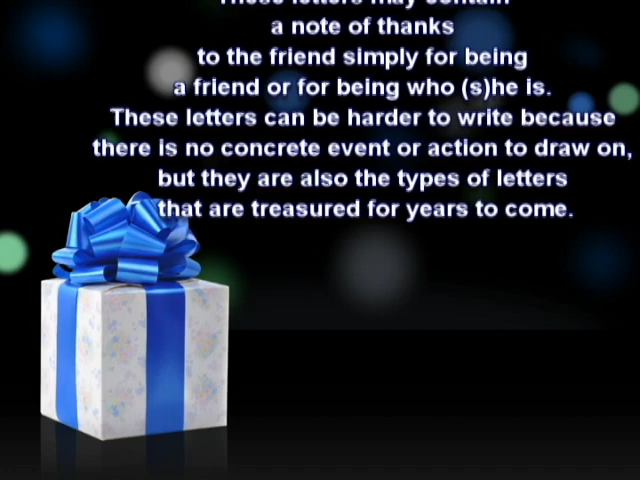 These letters may contain
a note of thanks
to the friend simply for being
a friend or for being who (s)he is.
These letters can be harder to write because
there is no concrete event or action to draw on,
but they are also the types of letters
that are treasured for years to come.